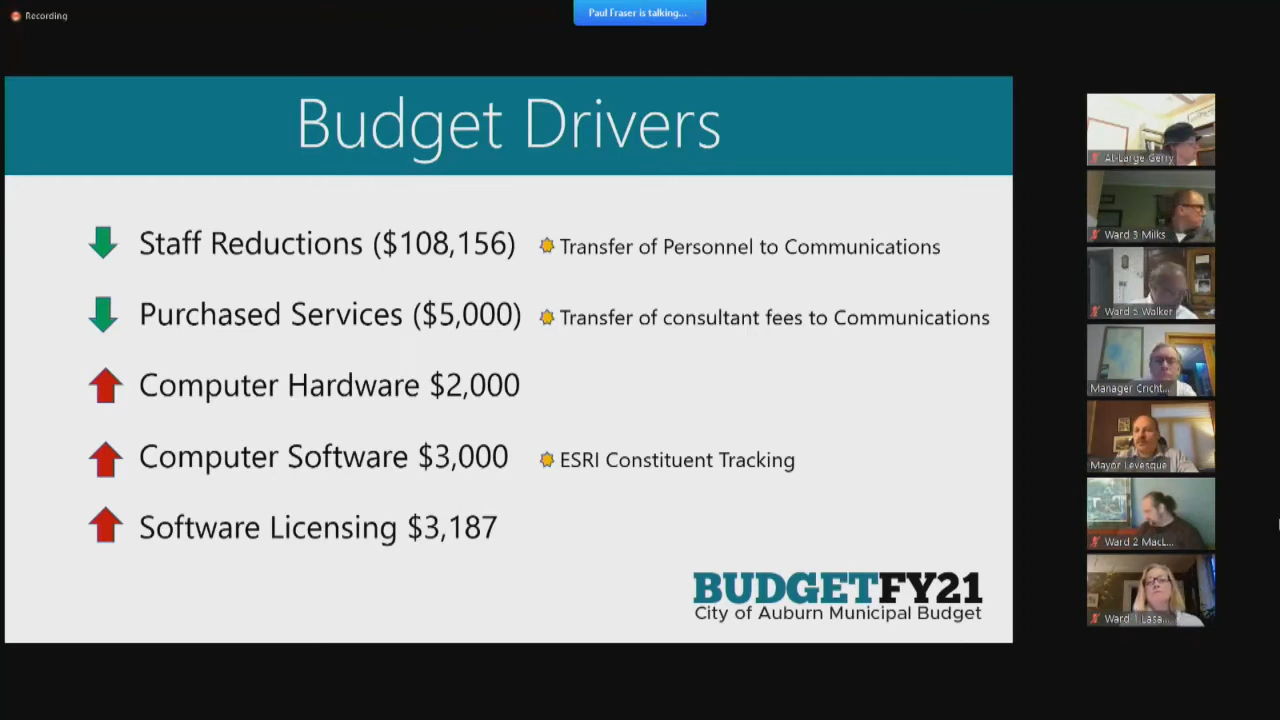 Recording
Paul Fraser is talking...
Budget Drivers
Staff Reductions ($108,156)
Transfer of Personnel to Communications
Purchased Services ($5,000)
Transfer of consultant fees to Communications
Computer Hardware $2,000
Computer Software $3,000
ESRI Constituent Tracking
Software Licensing $3,187
BUDGETFY21
City of Auburn Municipal Budget
At-Large Gerry
Ward 3 Milks
Ward 5 Walker
Manager Cricht...
Mayor Levesque
Ward 2 MacL...
Ward 1 Lasa...